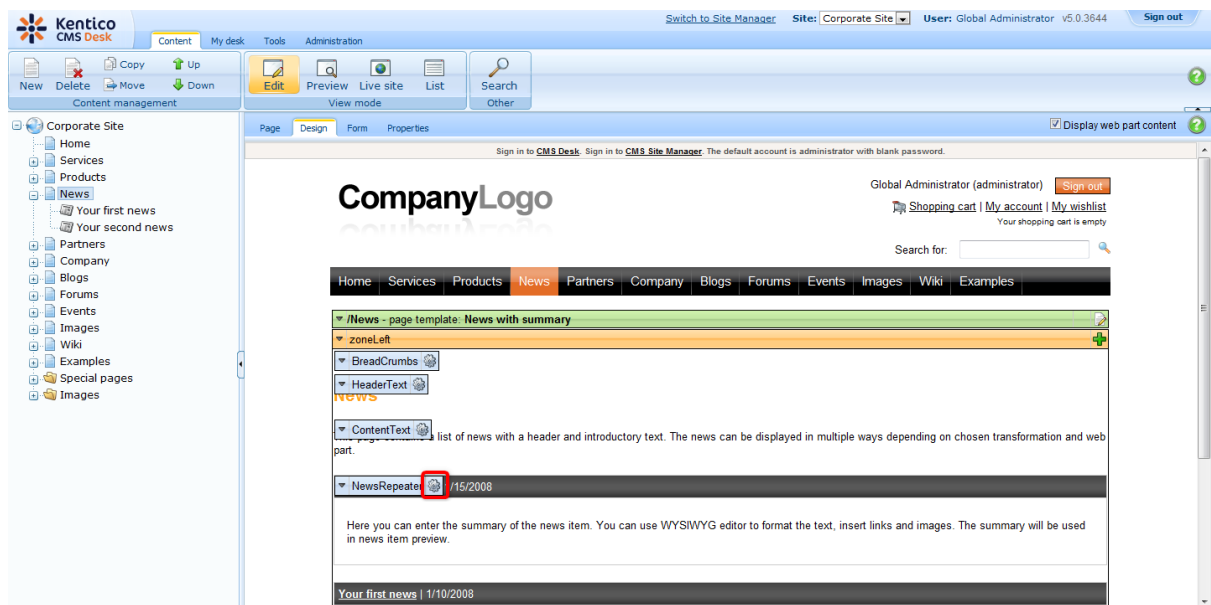 Kentico
CMS Desk
Switch to Site Manager Site: Corporate Site User: Global Administrator v5.0.3644 Sign out
Content My desk Tools Administration
Copy Up
New Delete Move Down
Content management
Edit Preview Live site List
View mode
Search
Other
Corporate Site
Home
Services
Products
News
Your first news
Your second news
Partners
Company
Blogs
Forums
Events
Images
Wiki
Examples
Special pages
Images
Page Design Form Properties
Display web part content
Sign in to CMS Desk. Sign in to CMS Site Manager. The default account is administrator with blank password.
CompanyLogo
Global Administrator (administrator) Sign out
Shopping cart | My account | My wishlist
Your shopping cart is empty
Search for:
Home Services Products News Partners Company Blogs Forums Events Images Wiki Examples
/News - page template: News with summary
zoneLeft
BreadCrumbs
HeaderText
News
ContentText
list of news with a header and introductory text. The news can be displayed in multiple ways depending on chosen transformation and web
part.
NewsRepeater /15/2008
Here you can enter the summary of the news item. You can use WYSIWYG editor to format the text, insert links and images. The summary will be used
in news item preview.
Your first news | 1/10/2008